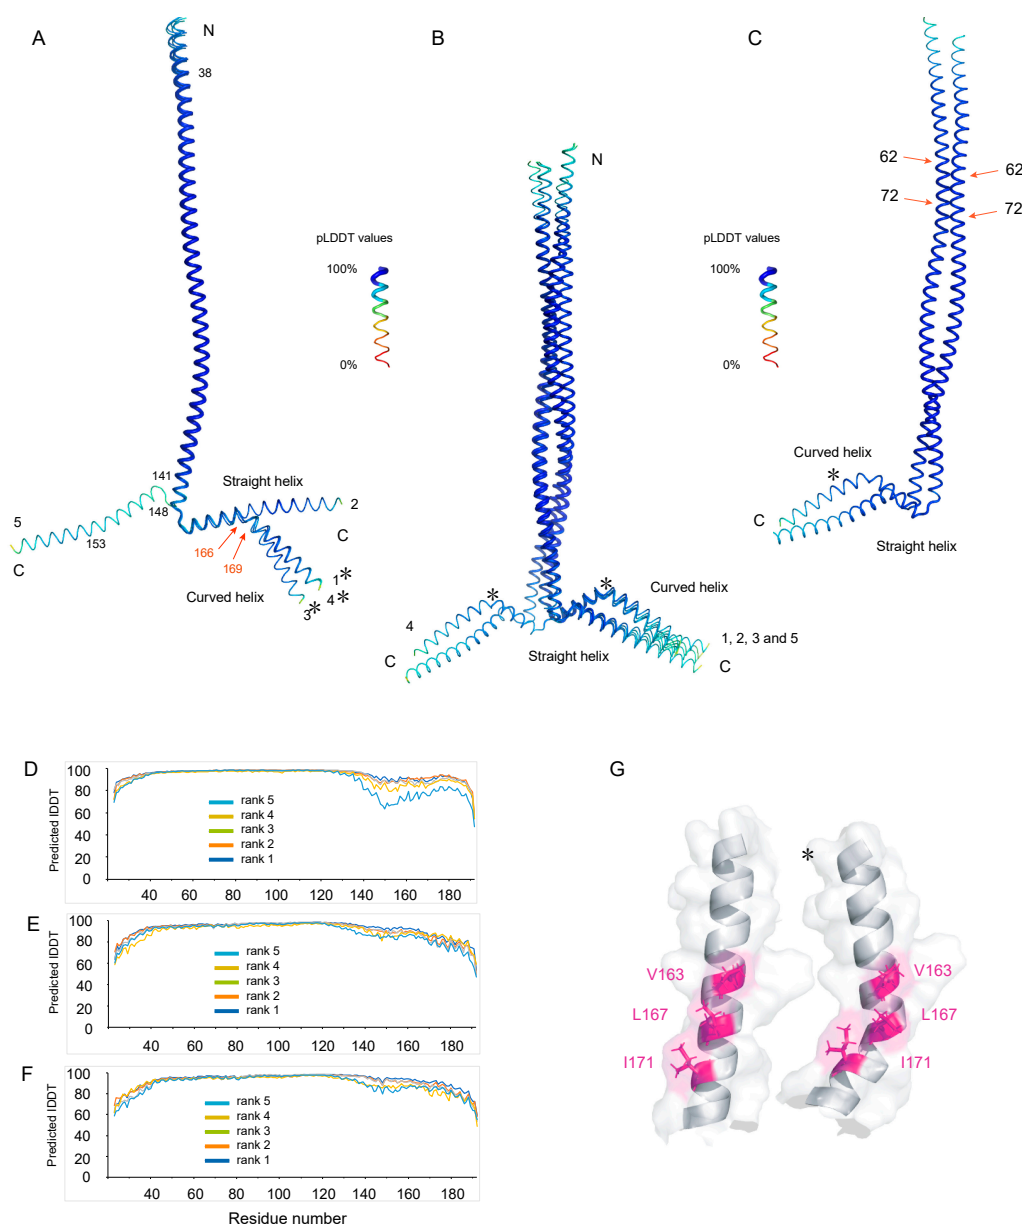 A
N
38
141
148
5
153
C
Straight helix
2
C
166
169
Curved helix
1*
4*
3*
pLDDT values
100%
0%
B
N
*
*
4
C
Curved helix
Straight helix
1, 2, 3 and 5
C
pLDDT values
100%
0%
C
62
62
72
72
Curved helix
*
C
Straight helix
D
Predicted lDDT
100
80
60
40
20
0
rank 5
rank 4
rank 3
rank 2
rank 1
40 60 80 100 120 140 160 180
E
Predicted lDDT
100
80
60
40
20
0
rank 5
rank 4
rank 3
rank 2
rank 1
40 60 80 100 120 140 160 180
F
Predicted lDDT
100
80
60
40
20
0
rank 5
rank 4
rank 3
rank 2
rank 1
40 60 80 100 120 140 160 180
Residue number
G
*
V163
V163
L167
L167
I171
I171